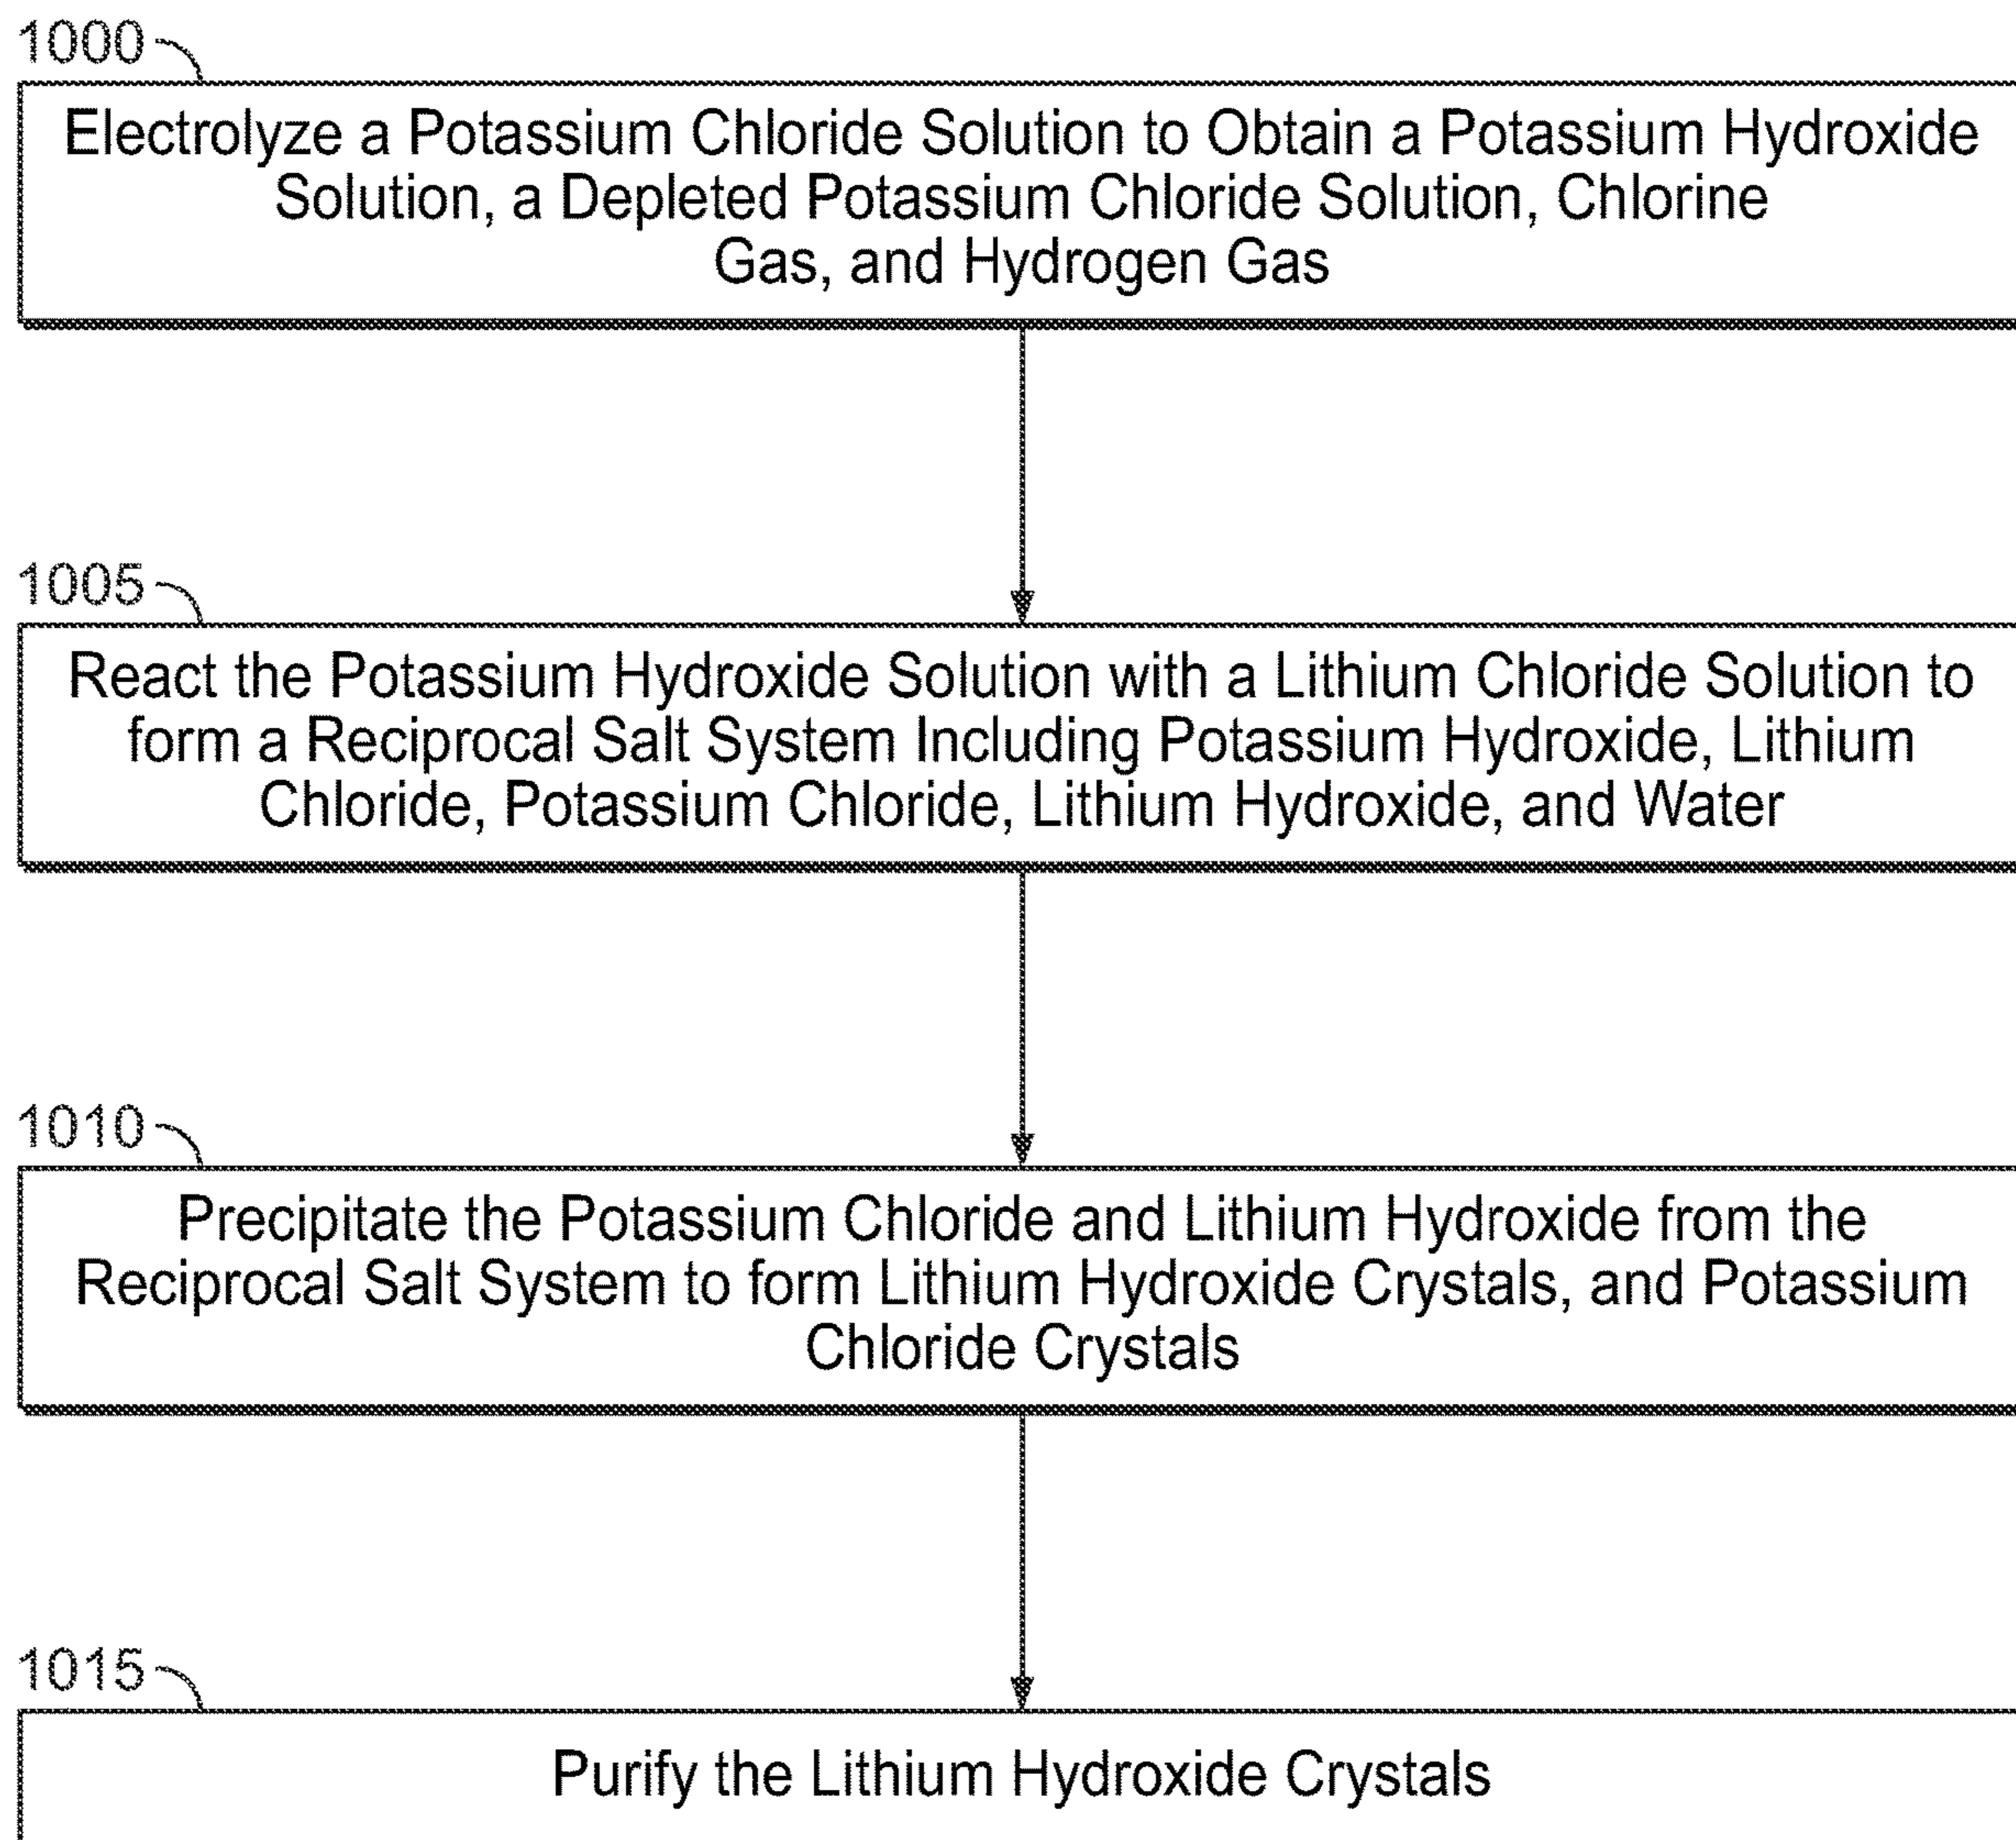 1000
Electrolyze a Potassium Chloride Solution to Obtain a Potassium Hydroxide
Solution, a Depleted Potassium Chloride Solution, Chlorine
Gas, and Hydrogen Gas
1005
React the Potassium Hydroxide Solution with a Lithium Chloride Solution to
form a Reciprocal Salt System Including Potassium Hydroxide, Lithium
Chloride, Potassium Chloride, Lithium Hydroxide, and Water
1010
Precipitate the Potassium Chloride and Lithium Hydroxide from the
Reciprocal Salt System to form Lithium Hydroxide Crystals, and Potassium
Chloride Crystals
1015
Purify the Lithium Hydroxide Crystals